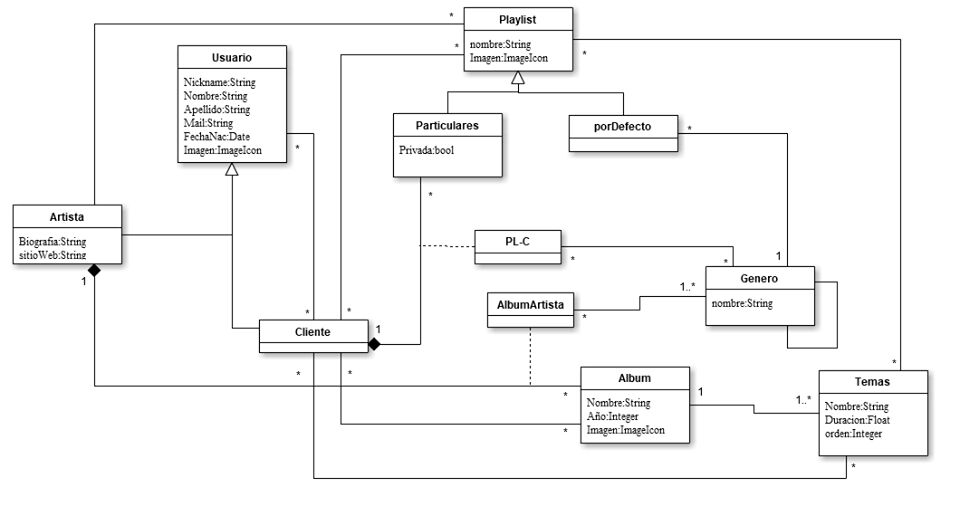 *
Playlist
nombre:String
Imagen:ImageIcon
*
*
Usuario
Nickname:String
Nombre:String
Apellido:String
Mail:String
FechaNac:Date
Imagen:ImageIcon
*
Particulares
Privada:bool
*
porDefecto
*
Artista
Biografia:String
sitioWeb:String
1
PL-C
*
*
1
Genero
nombre:String
AlbumArtista
*
1..*
*
*
Cliente
1
*
*
*
Album
Nombre:String
Año:Integer
Imagen:ImageIcon
*
1
1..*
*
Temas
Nombre:String
Duracion:Float
orden:Integer
*